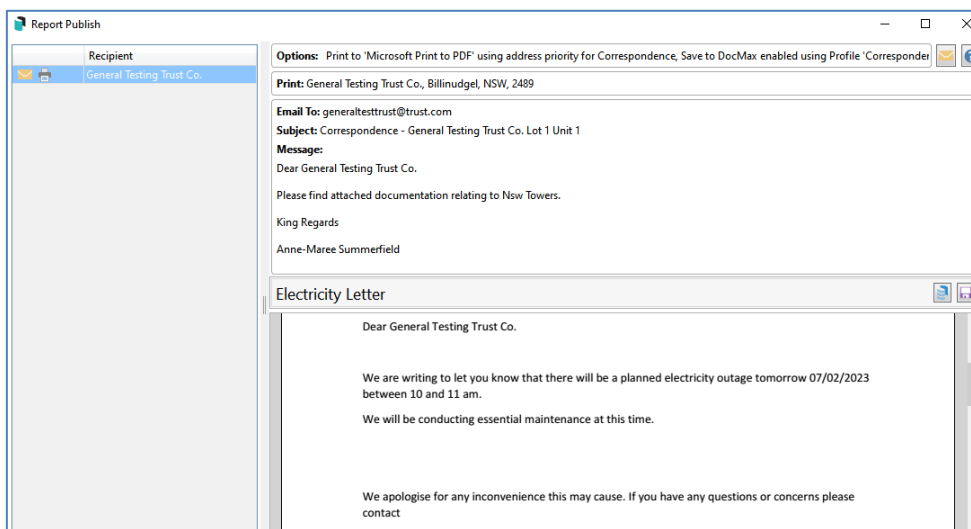 Report Publish
Recipient
General Testing Trust Co.
Options: Print to 'Microsoft Print to PDF' using address priority for Correspondence, Save to DocMax enabled using Profile 'Corresponder
Print: General Testing Trust Co., Billinudgel, NSW, 2489
Email To: generaltesttrust@trust.com
Subject: Correspondence - General Testing Trust Co. Lot 1 Unit 1
Message:
Dear General Testing Trust Co.
Please find attached documentation relating to Nsw Towers.
King Regards
Anne-Maree Summerfield
Electricity Letter
Dear General Testing Trust Co.
We are writing to let you know that there will be a planned electricity outage tomorrow 07/02/2023
between 10 and 11 am.
We will be conducting essential maintenance at this time.
We apologise for any inconvenience this may cause. If you have any questions or concerns please
contact